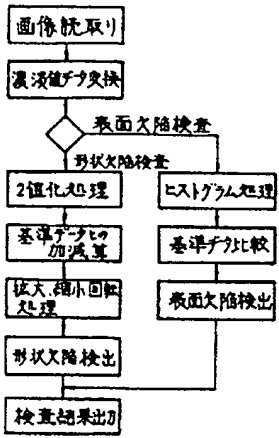 画像読取り
濃淡値データ変換
表面欠陥検査
形状欠陥検査
2値化処理
ヒストグラム処理
基準データとの
加減算
基準データ比較
拡大、縮小回転
処理
表面欠陥検出
形状欠陥検出
検査結果出力